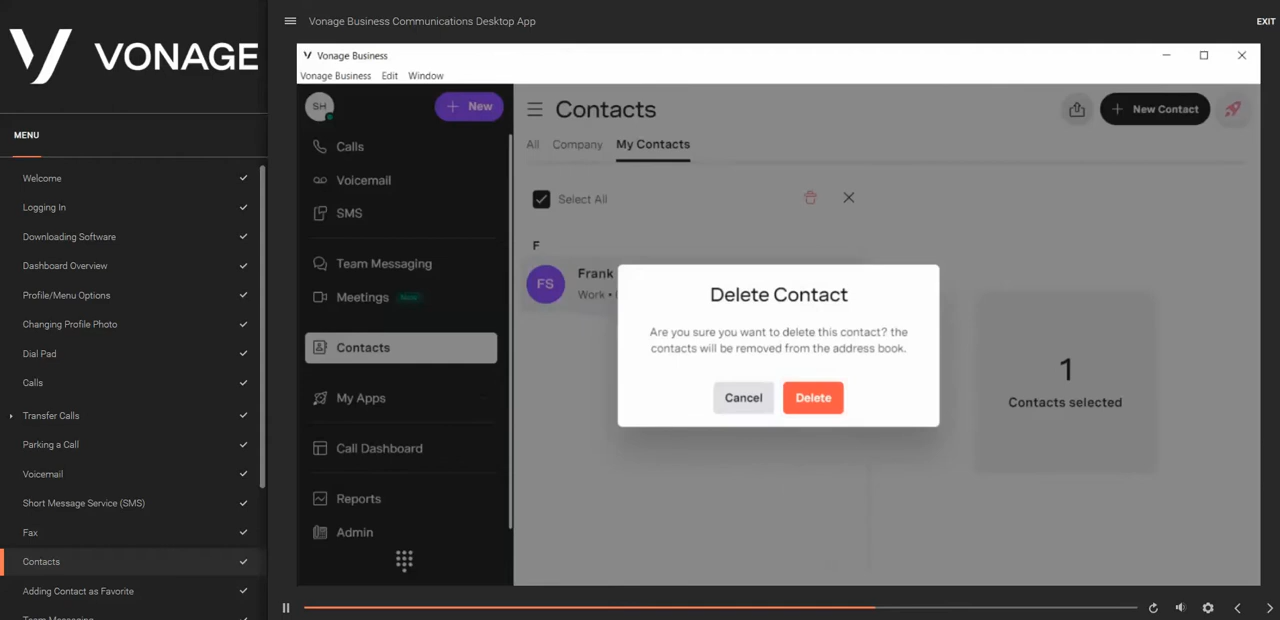 VONAGE
MENU
Welcome
Logging In
Downloading Software
Dashboard Overview
Profile/Menu Options
Changing Profile Photo
Dial Pad
Calls
Transfer Calls
Parking a Call
Voicemail
Short Message Service (SMS)
Fax
Contacts
Adding Contact as Favorite
Team Messaging
Vonage Business Communications Desktop App
EXIT
Vonage Business
Vonage Business Edit Window
SH
+ New
Calls
Voicemail
SMS
Team Messaging
Meetings New
Contacts
My Apps
Call Dashboard
Reports
Admin
Contacts
+ New Contact
All Company My Contacts
Select All
F
FS
Frank
Work •
Delete Contact
Are you sure you want to delete this contact? the
contacts will be removed from the address book.
Cancel Delete
1
Contacts selected